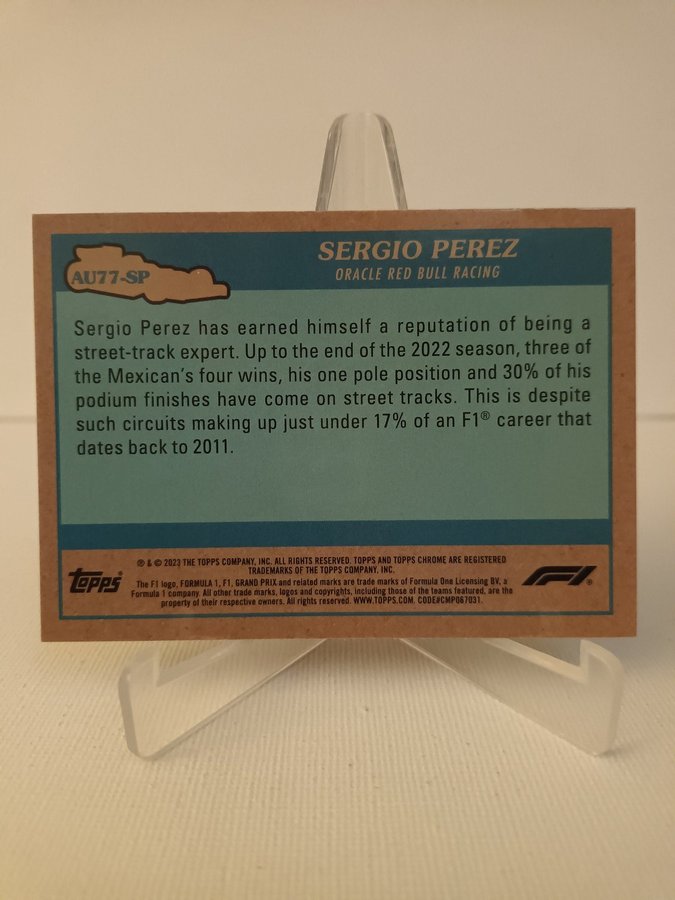 AU77-SP
SERGIO PEREZ
ORACLE RED BULL RACING
Sergio Perez has earned himself a reputation of being a
street-track expert. Up to the end of the 2022 season, three of
the Mexican's four wins, his one pole position and 30% of his
podium finishes have come on street tracks. This is despite
such circuits making up just under 17% of an F1® career that
dates back to 2011.
topps®
℗ & © 2023 THE TOPPS COMPANY, INC. ALL RIGHTS RESERVED. TOPPS AND TOPPS CHROME ARE REGISTERED
TRADEMARKS OF THE TOPPS COMPANY, INC.
The F1 logo, FORMULA 1, F1, GRAND PRIX and related marks are trade marks of Formula One Licensing BV, a
Formula 1 company. All other trade marks, logos and copyrights, including those of the teams featured, are the
property of their respective owners. All rights reserved. WWW.TOPPS.COM. CODE#CMP067031.
F1®